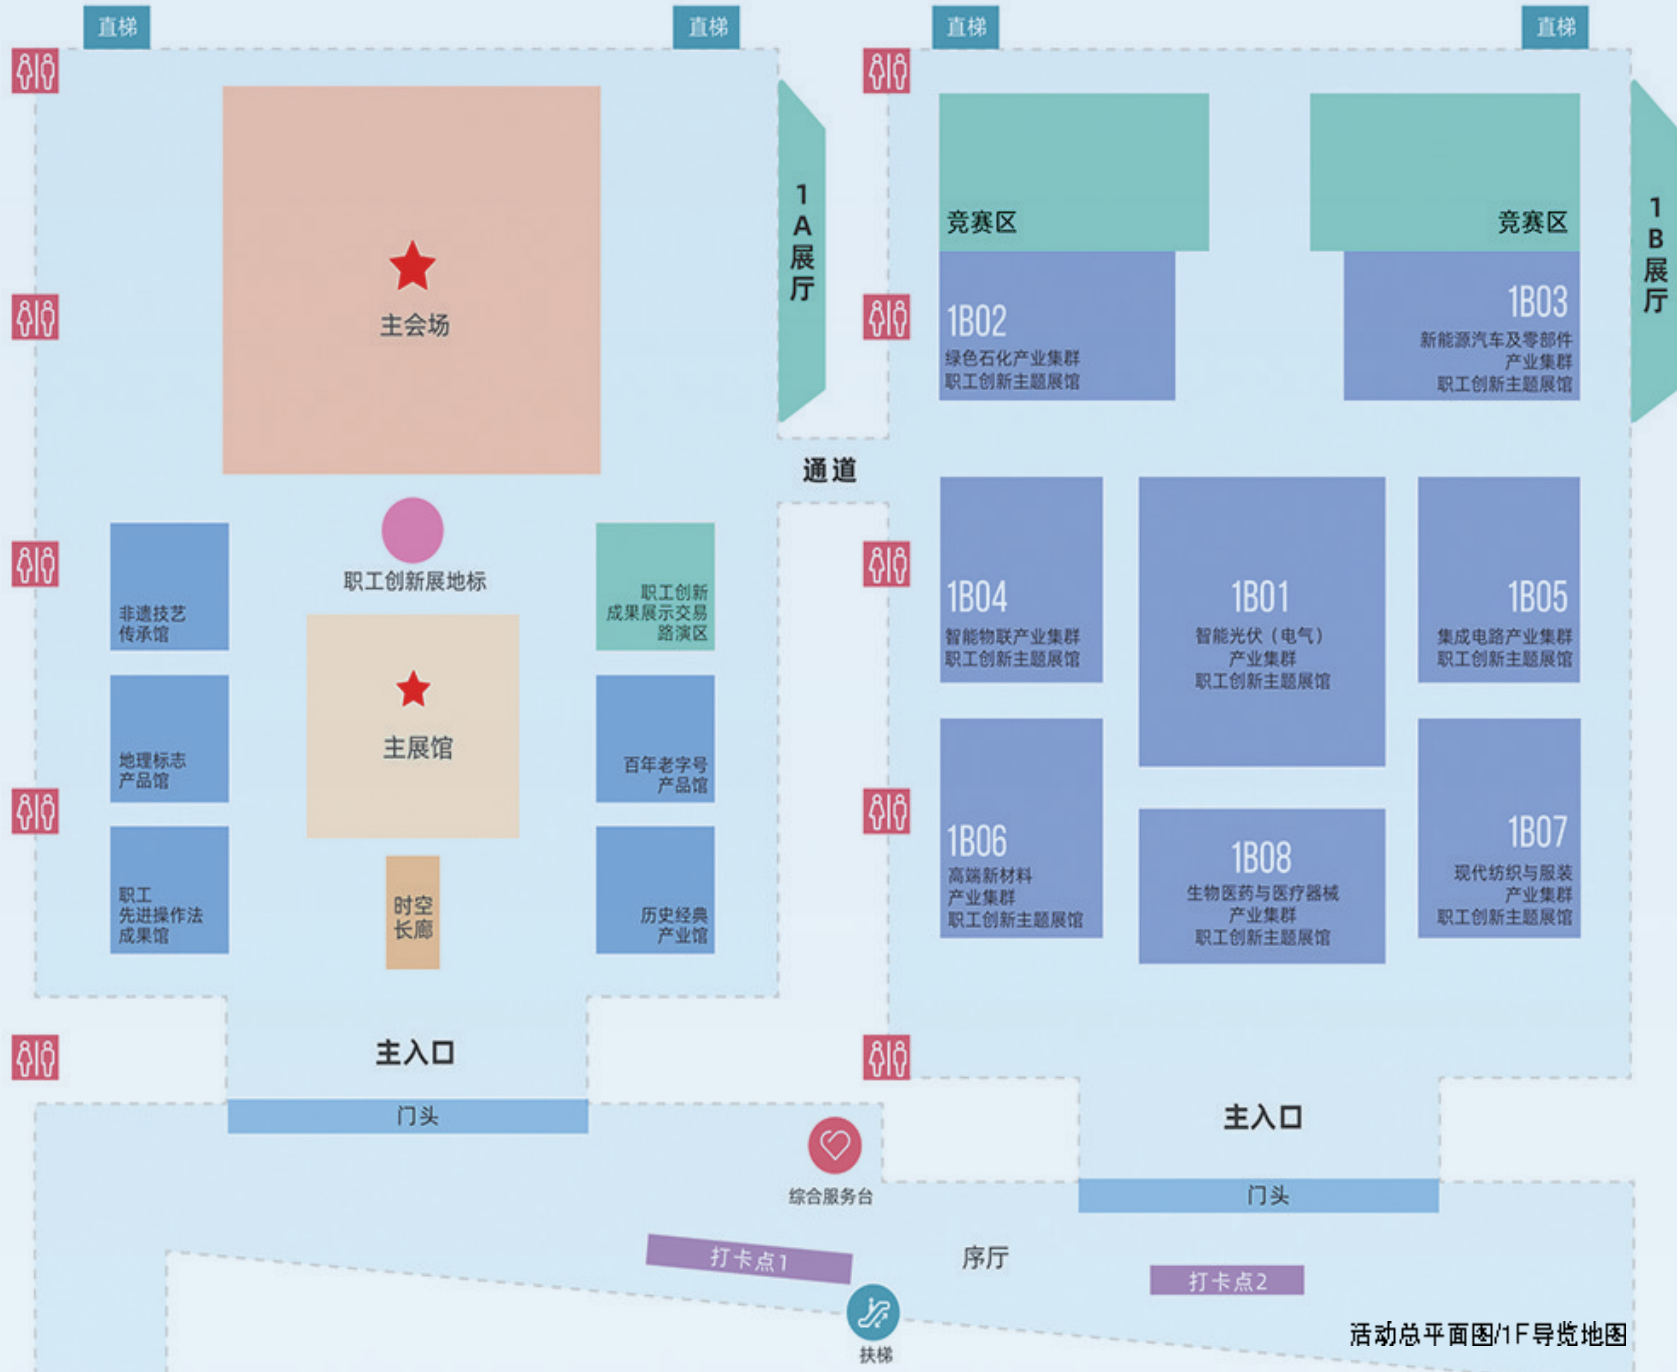 直梯
直梯
直梯
直梯
1A展厅
主会场
通道
职工创新展地标
非遗技艺
传承馆
职工创新
成果展示交易
路演区
主展馆
地理标志
产品馆
百年老字号
产品馆
职工
先进操作法
成果馆
时空
长廊
历史经典
产业馆
主入口
门头
1B展厅
竞赛区
竞赛区
1B02
绿色石化产业集群
职工创新主题展馆
1B03
新能源汽车及零部件
产业集群
职工创新主题展馆
1B04
智能物联产业集群
职工创新主题展馆
1B01
智能光伏（电气）
产业集群
职工创新主题展馆
1B05
集成电路产业集群
职工创新主题展馆
1B06
高端新材料
产业集群
职工创新主题展馆
1B08
生物医药与医疗器械
产业集群
职工创新主题展馆
1B07
现代纺织与服装
产业集群
职工创新主题展馆
主入口
门头
综合服务台
打卡点1
序厅
打卡点2
扶梯
活动总平面图/1F导览地图